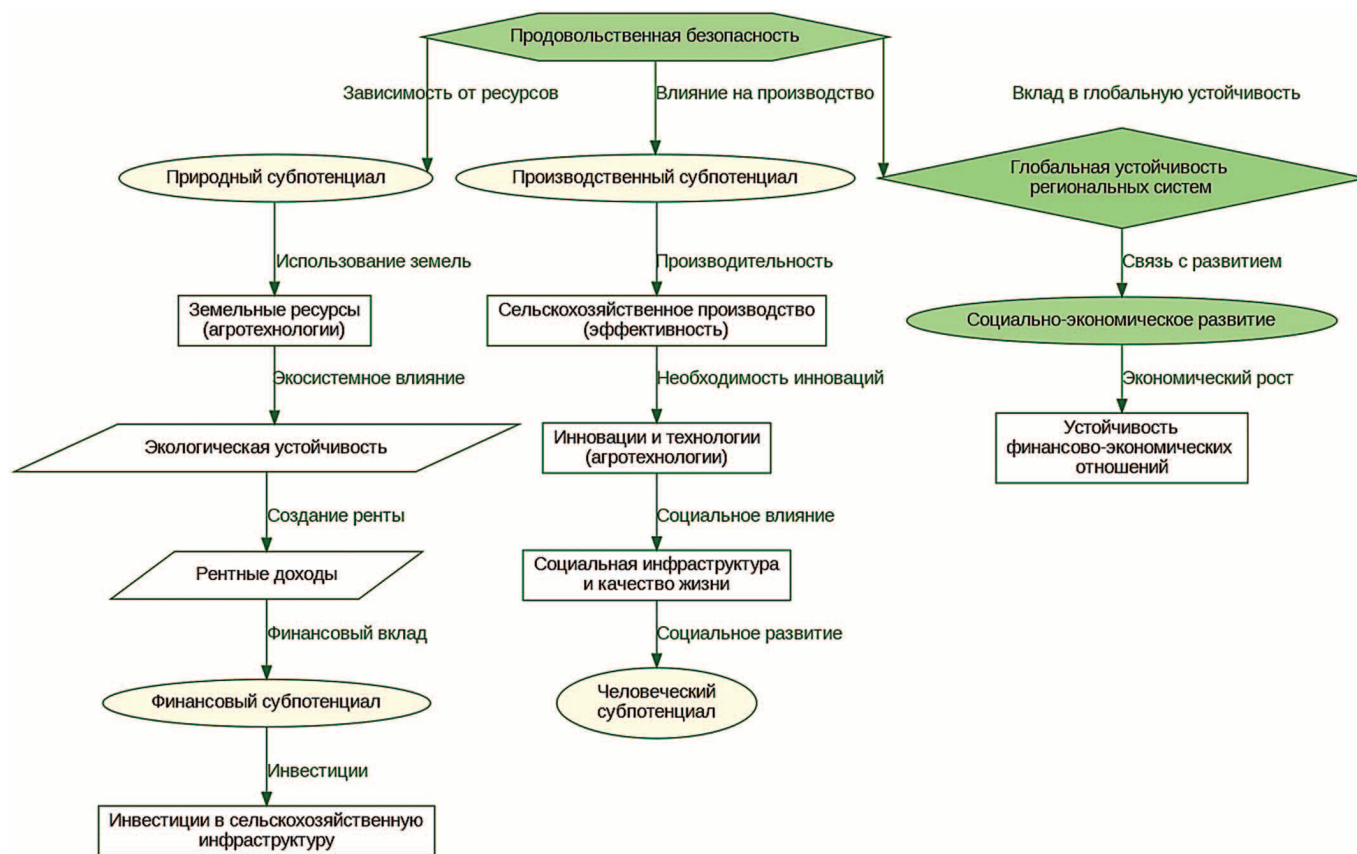 Продовольственная безопасность
Зависимость от ресурсов
Влияние на производство
Вклад в глобальную устойчивость
Природный субпотенциал
Производственный субпотенциал
Глобальная устойчивость
региональных систем
Использование земель
Производительность
Связь с развитием
Земельные ресурсы
(агротехнологии)
Сельскохозяйственное производство
(эффективность)
Социально-экономическое развитие
Экосистемное влияние
Необходимость инноваций
Экономический рост
Экологическая устойчивость
Инновации и технологии
(агротехнологии)
Устойчивость
финансово-экономических
отношений
Создание ренты
Социальное влияние
Рентные доходы
Социальная инфраструктура
и качество жизни
Финансовый вклад
Социальное развитие
Финансовый субпотенциал
Человеческий
субпотенциал
Инвестиции
Инвестиции в сельскохозяйственную
инфраструктуру